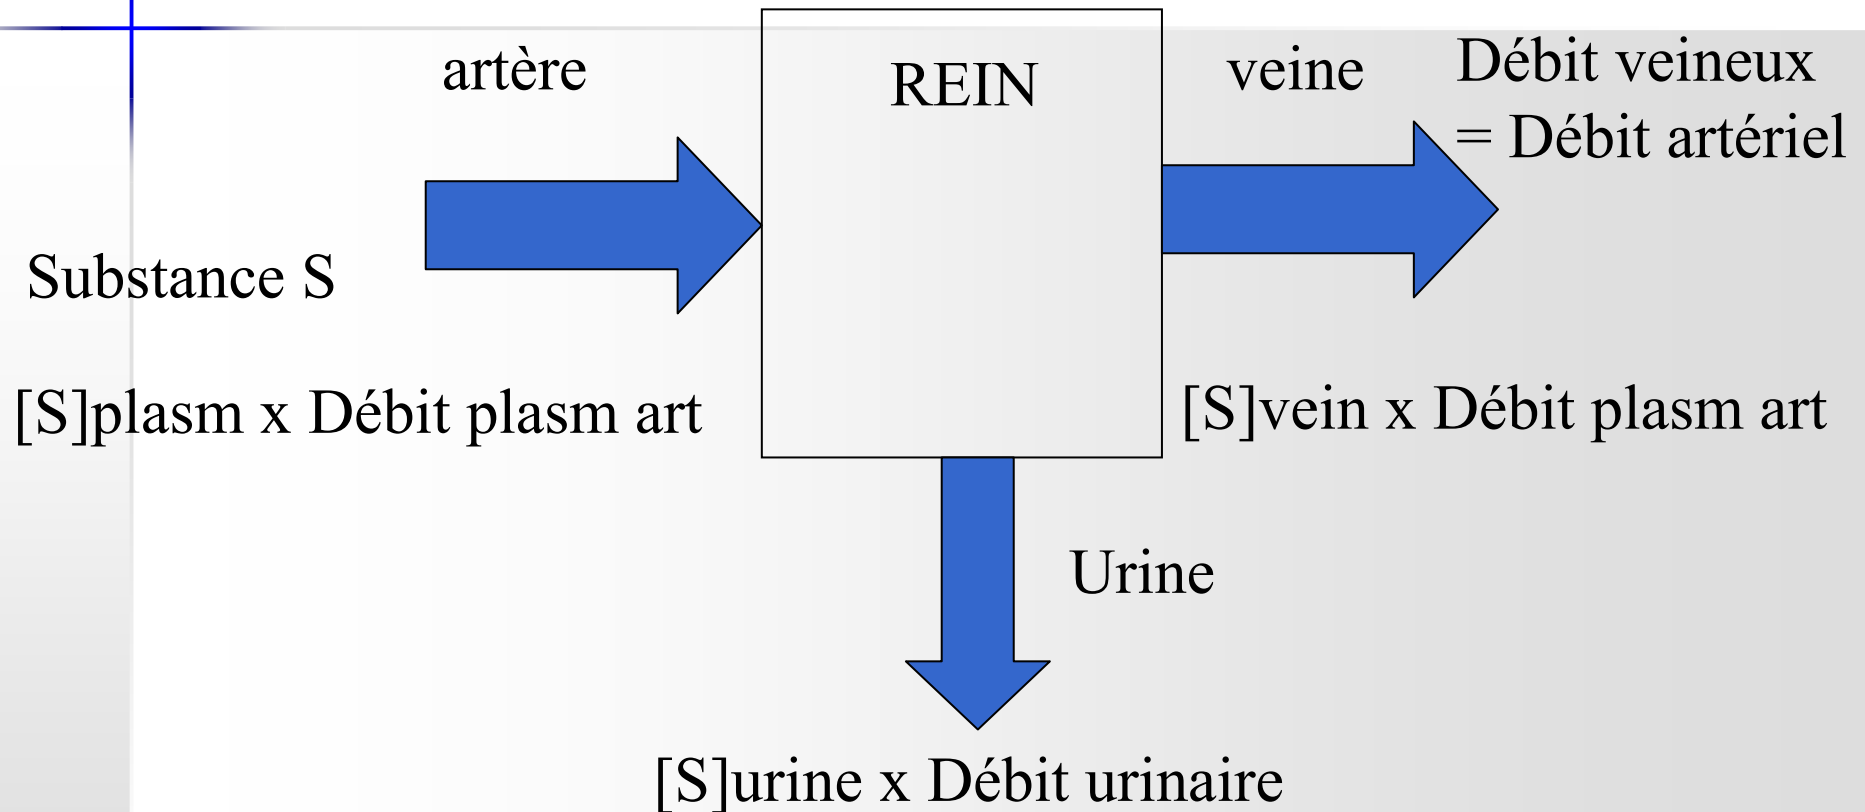 artère
REIN
veine
Débit veineux
= Débit artériel
Substance S
[S]plasm x Débit plasm art
[S]vein x Débit plasm art
Urine
[S]urine x Débit urinaire